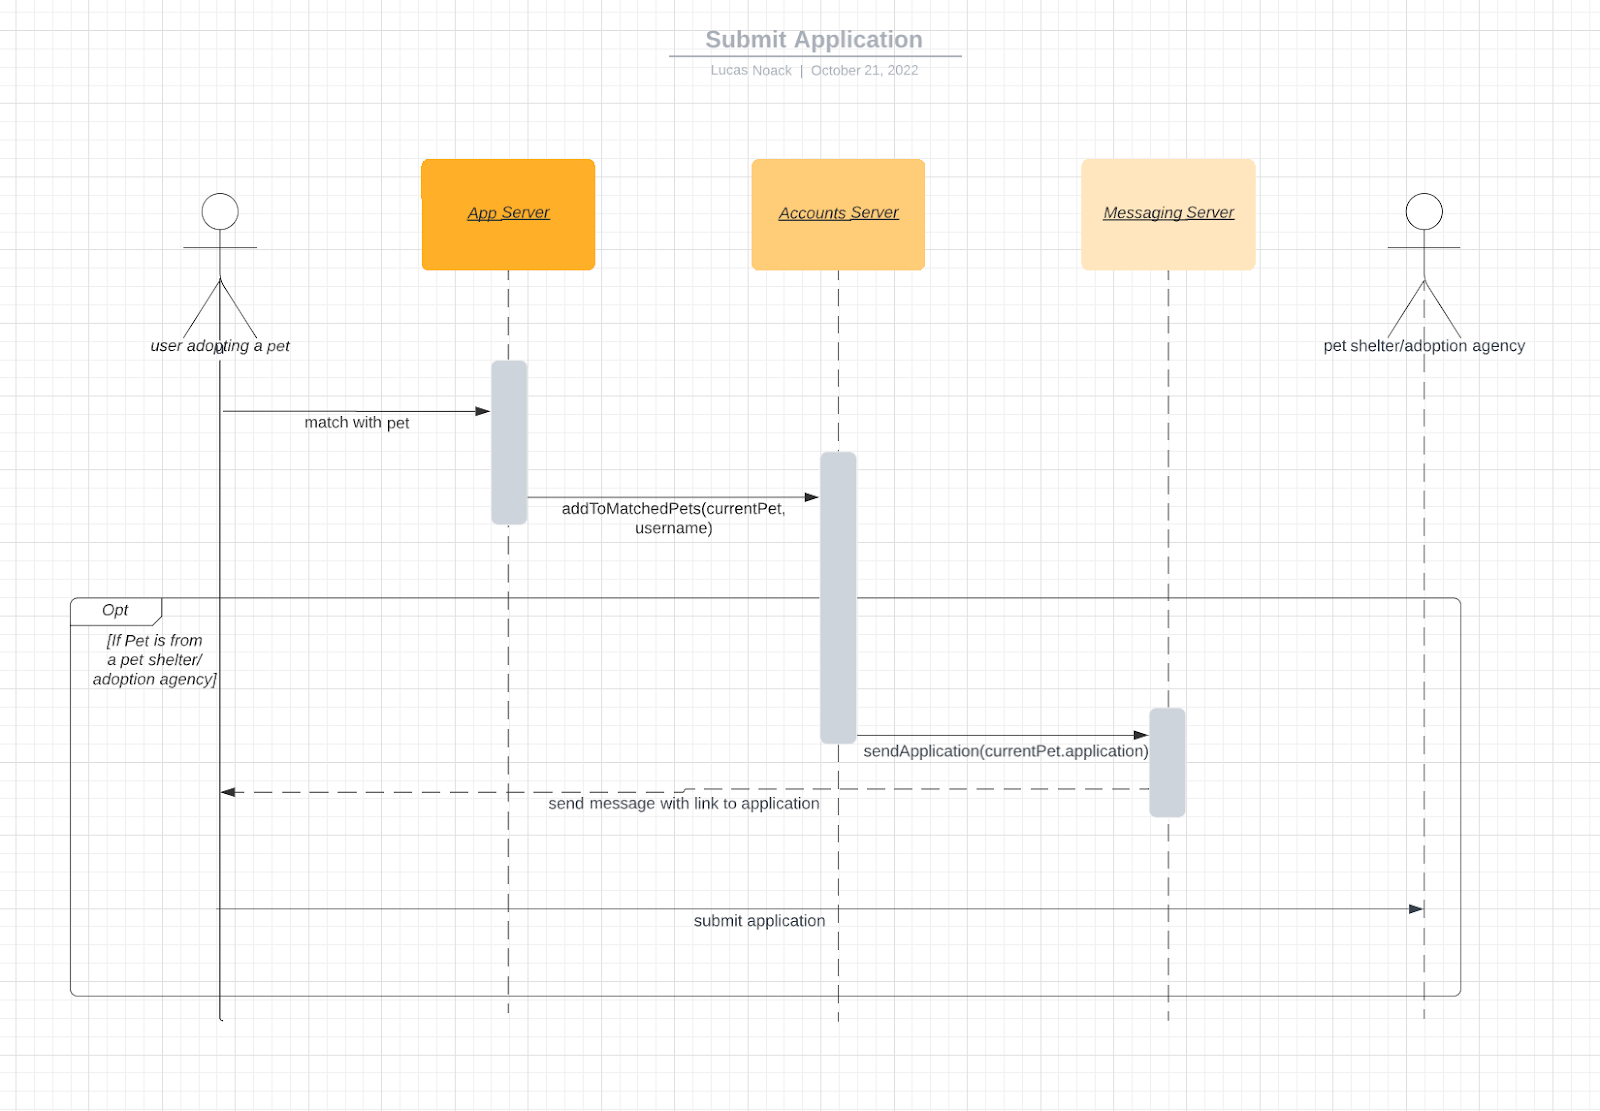 Submit Application
Lucas Noack | October 21, 2022
App Server
Accounts Server
Messaging Server
user adopting a pet
pet shelter/adoption agency
match with pet
addToMatchedPets(currentPet,
username)
Opt
[If Pet is from
a pet shelter/
adoption agency]
sendApplication(currentPet.application)
send message with link to application
submit application